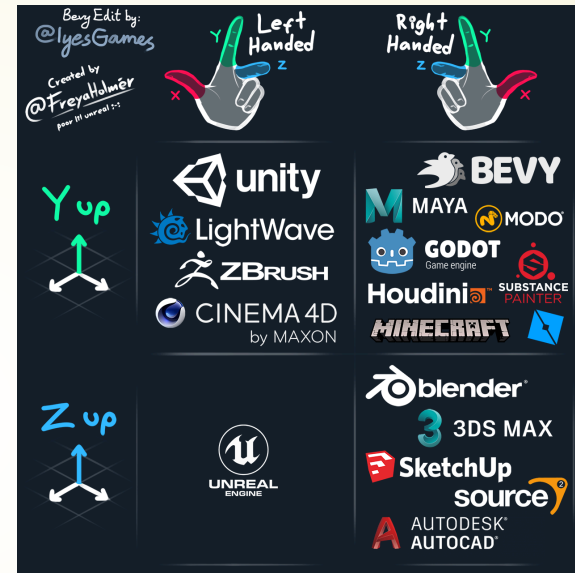 Bevy Edit by:
@IyesGames
Created by
@FreyaHolmér
poor lil unreal :-:
Left
Handed
Y
Z
X
Right
Handed
Y
Z
X
Y up
unity
LightWave
ZBRUSH
CINEMA 4D
by MAXON
BEVY
MAYA
MODO
GODOT
Game engine
Houdini
SUBSTANCE
PAINTER
MINECRAFT
Z up
UNREAL
ENGINE
blender
3 3DS MAX
SketchUp
source 2
A AUTODESK®
AUTOCAD®